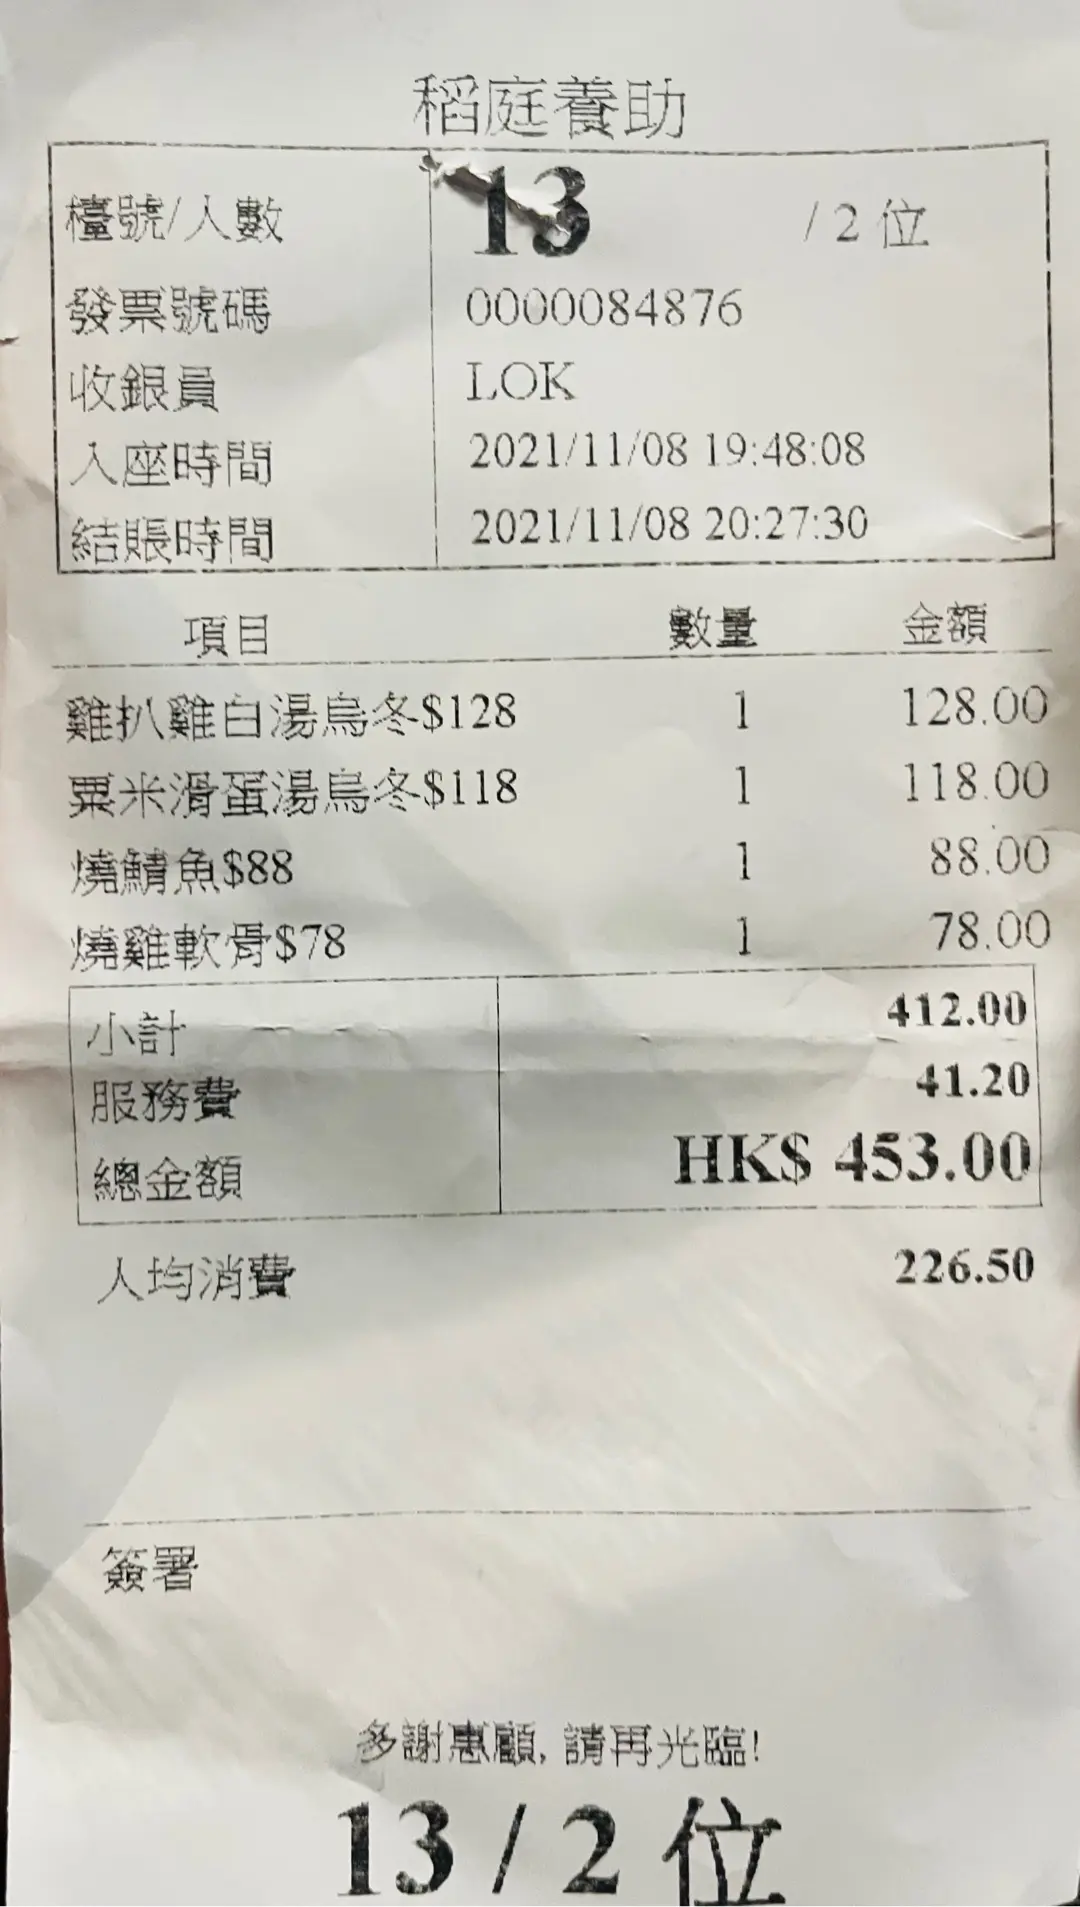 稻庭養助
檯號/人數 13 / 2 位
發票號碼 0000084876
收銀員 LOK
入座時間 2021/11/08 19:48:08
結賬時間 2021/11/08 20:27:30
項目 數量 金額
雞扒雞白湯烏冬$128 1 128.00
粟米滑蛋湯烏冬$118 1 118.00
燒鯖魚$88 1 88.00
燒雞軟骨$78 1 78.00
小計 412.00
服務費 41.20
總金額 HK$ 453.00
人均消費 226.50
簽署
多謝惠顧, 請再光臨!
13 / 2 位